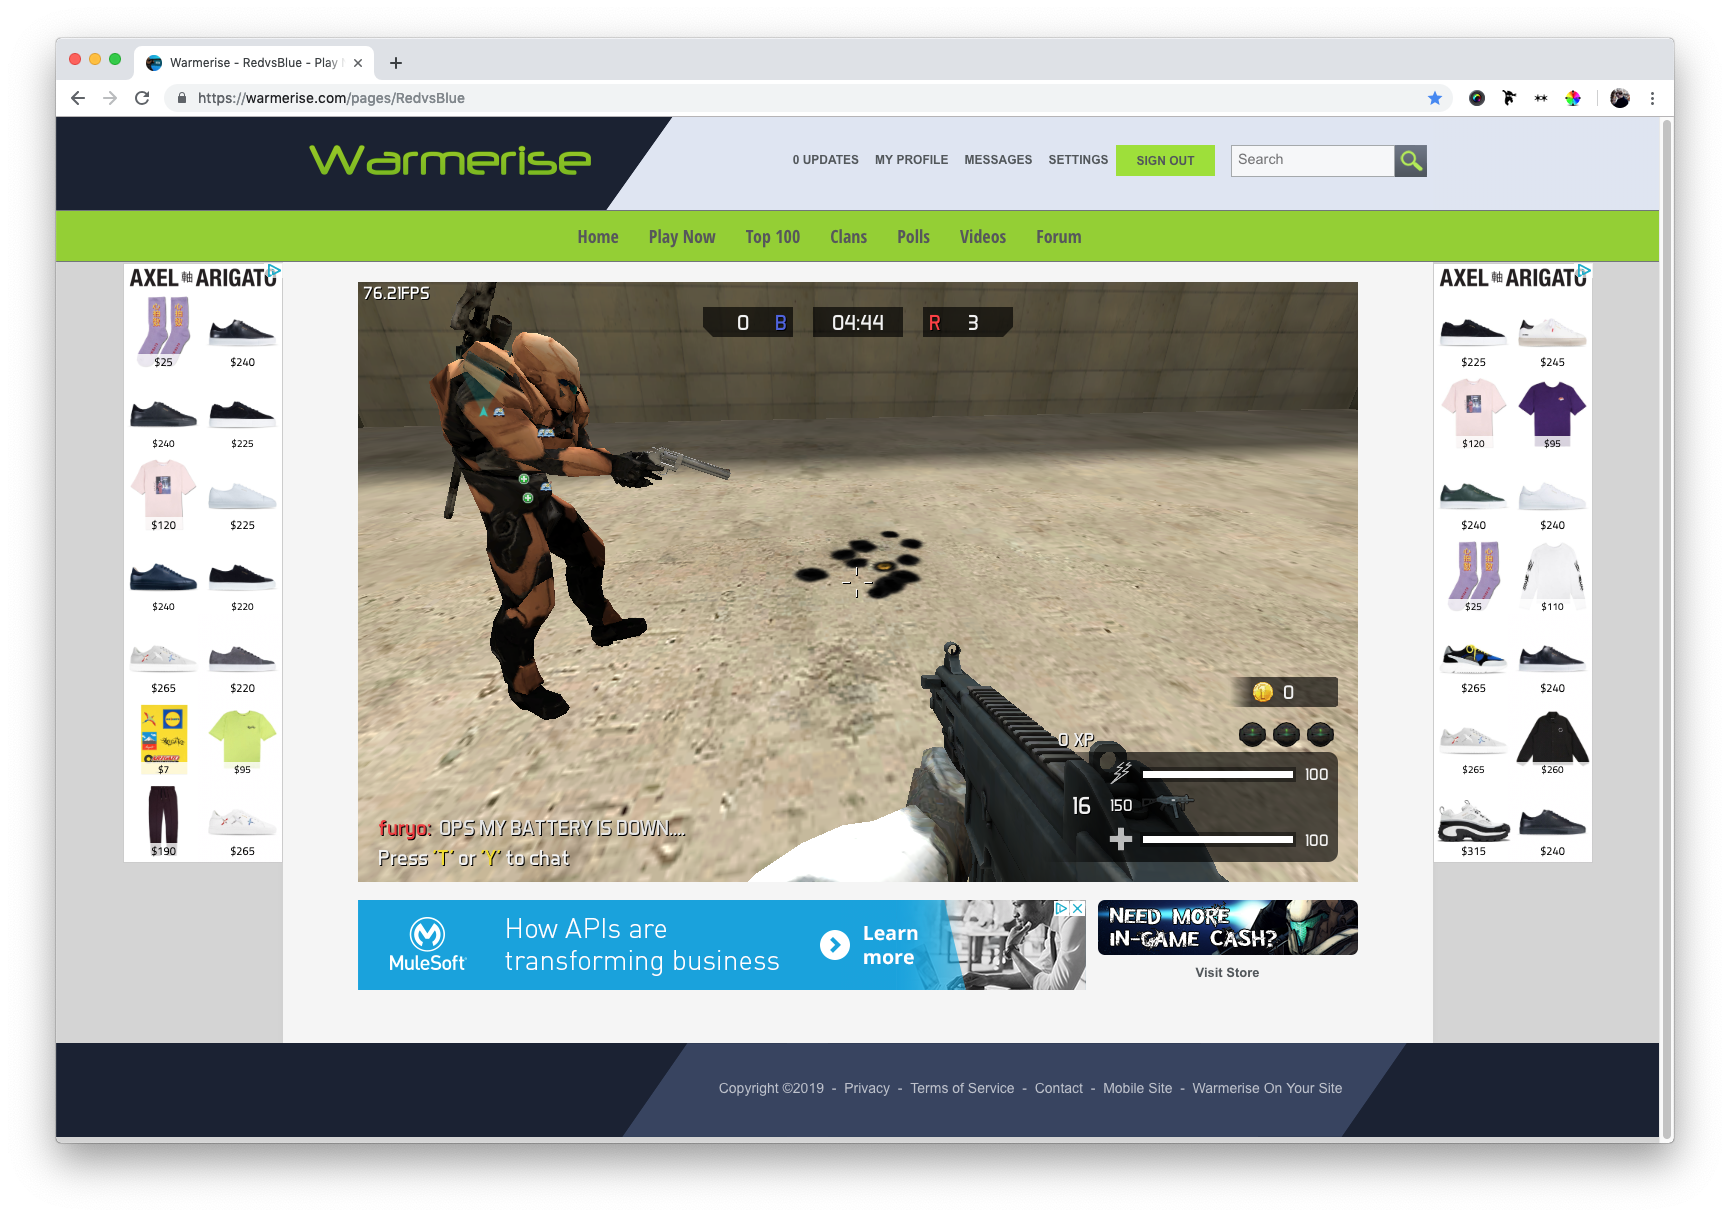 Warmerise - RedvsBlue - Play
https://warmerise.com/pages/RedvsBlue
Warmerise
0 UPDATES MY PROFILE MESSAGES SETTINGS SIGN OUT Search
Home Play Now Top 100 Clans Polls Videos Forum
AXEL 軸 ARIGATO
$25 $240
$240 $225
$120 $225
$240 $220
$265 $220
$7 $95
$190 $265
76.21FPS
0 B 04:44 R 3
0
0 XP
100
16 150
100
furyo: OPS MY BATTERY IS DOWN....
Press 'T' or 'Y' to chat
AXEL 軸 ARIGATO
$225 $245
$120 $95
$240 $240
$25 $110
$265 $240
$265 $260
$315 $240
MuleSoft
How APIs are
transforming business
Learn
more
NEED MORE
IN-GAME CASH?
Visit Store
Copyright ©2019 - Privacy - Terms of Service - Contact - Mobile Site - Warmerise On Your Site